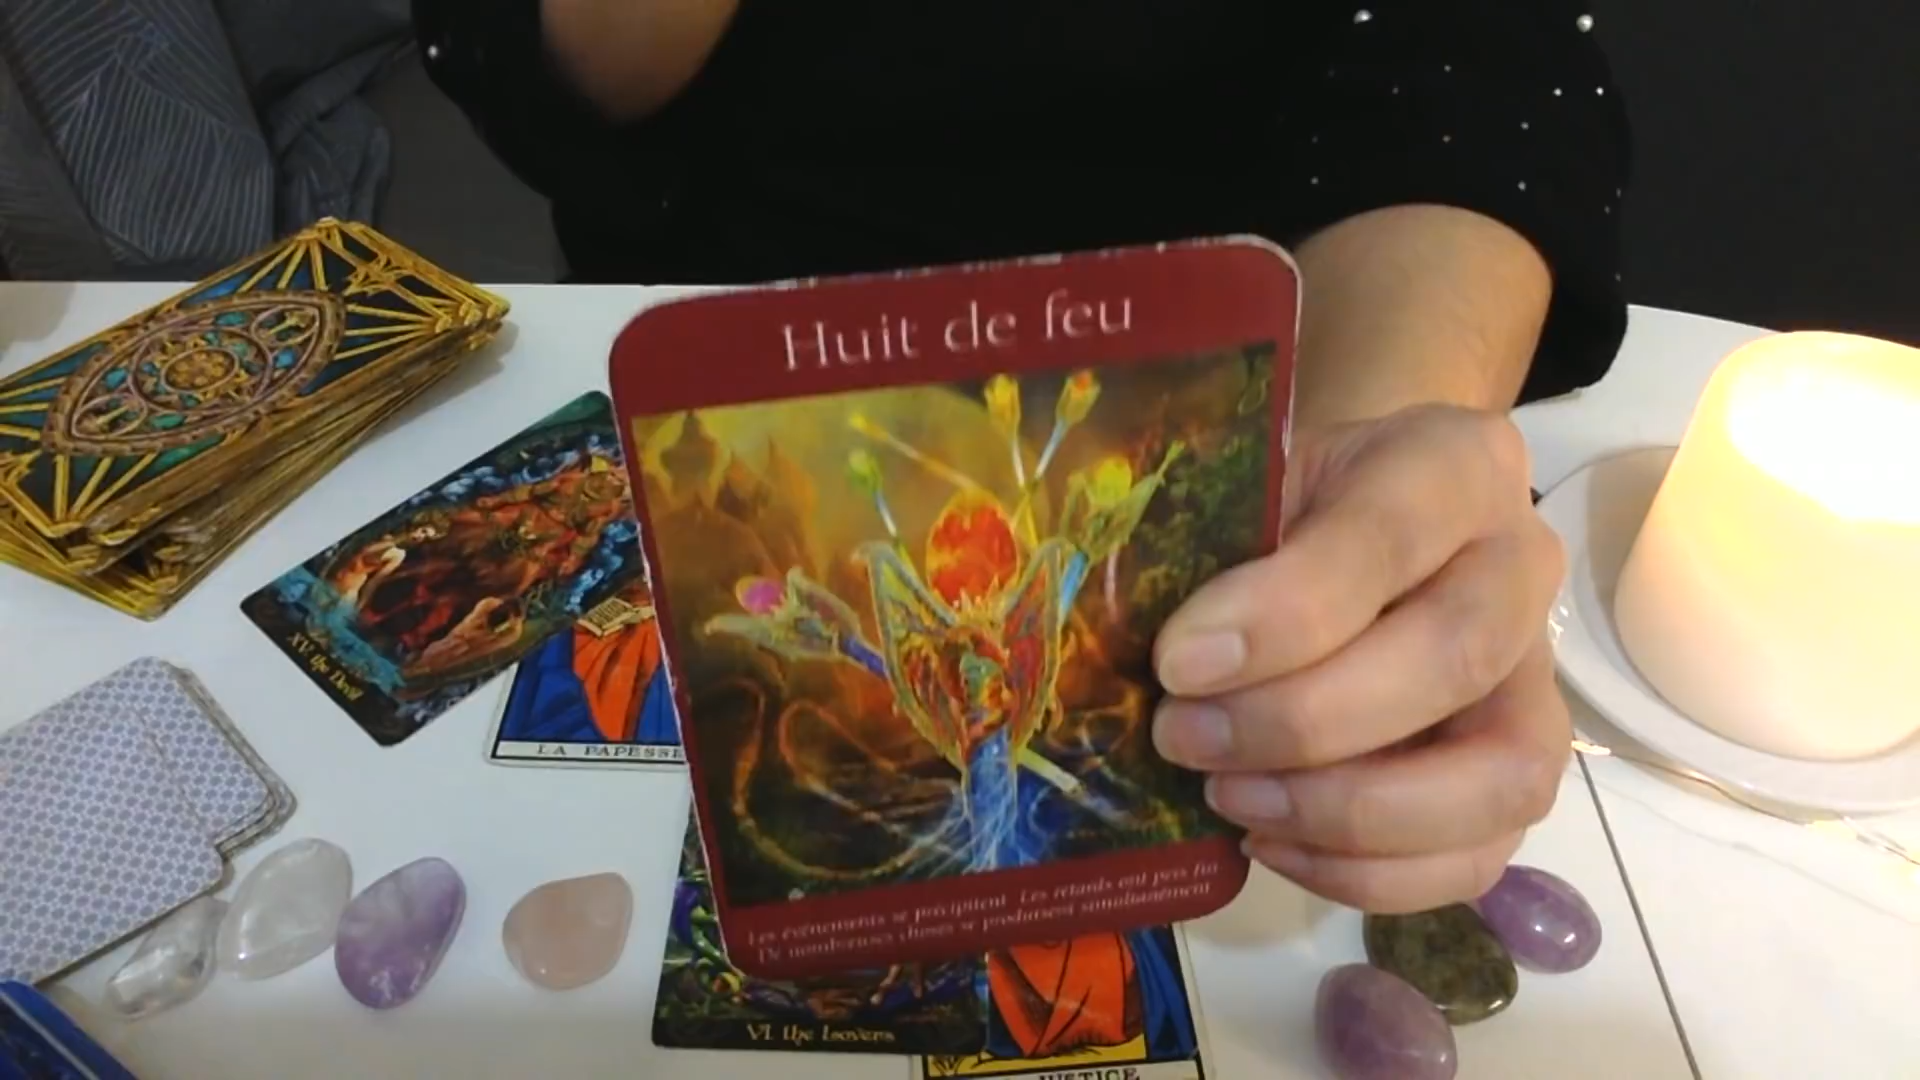 Huit de feu
XV the Devil
LA PAPESSE
Les événements se précipitent. Les retards ont pris fin
De nombreuses choses se produisent simultanément
VI the Lovers
JUSTICE